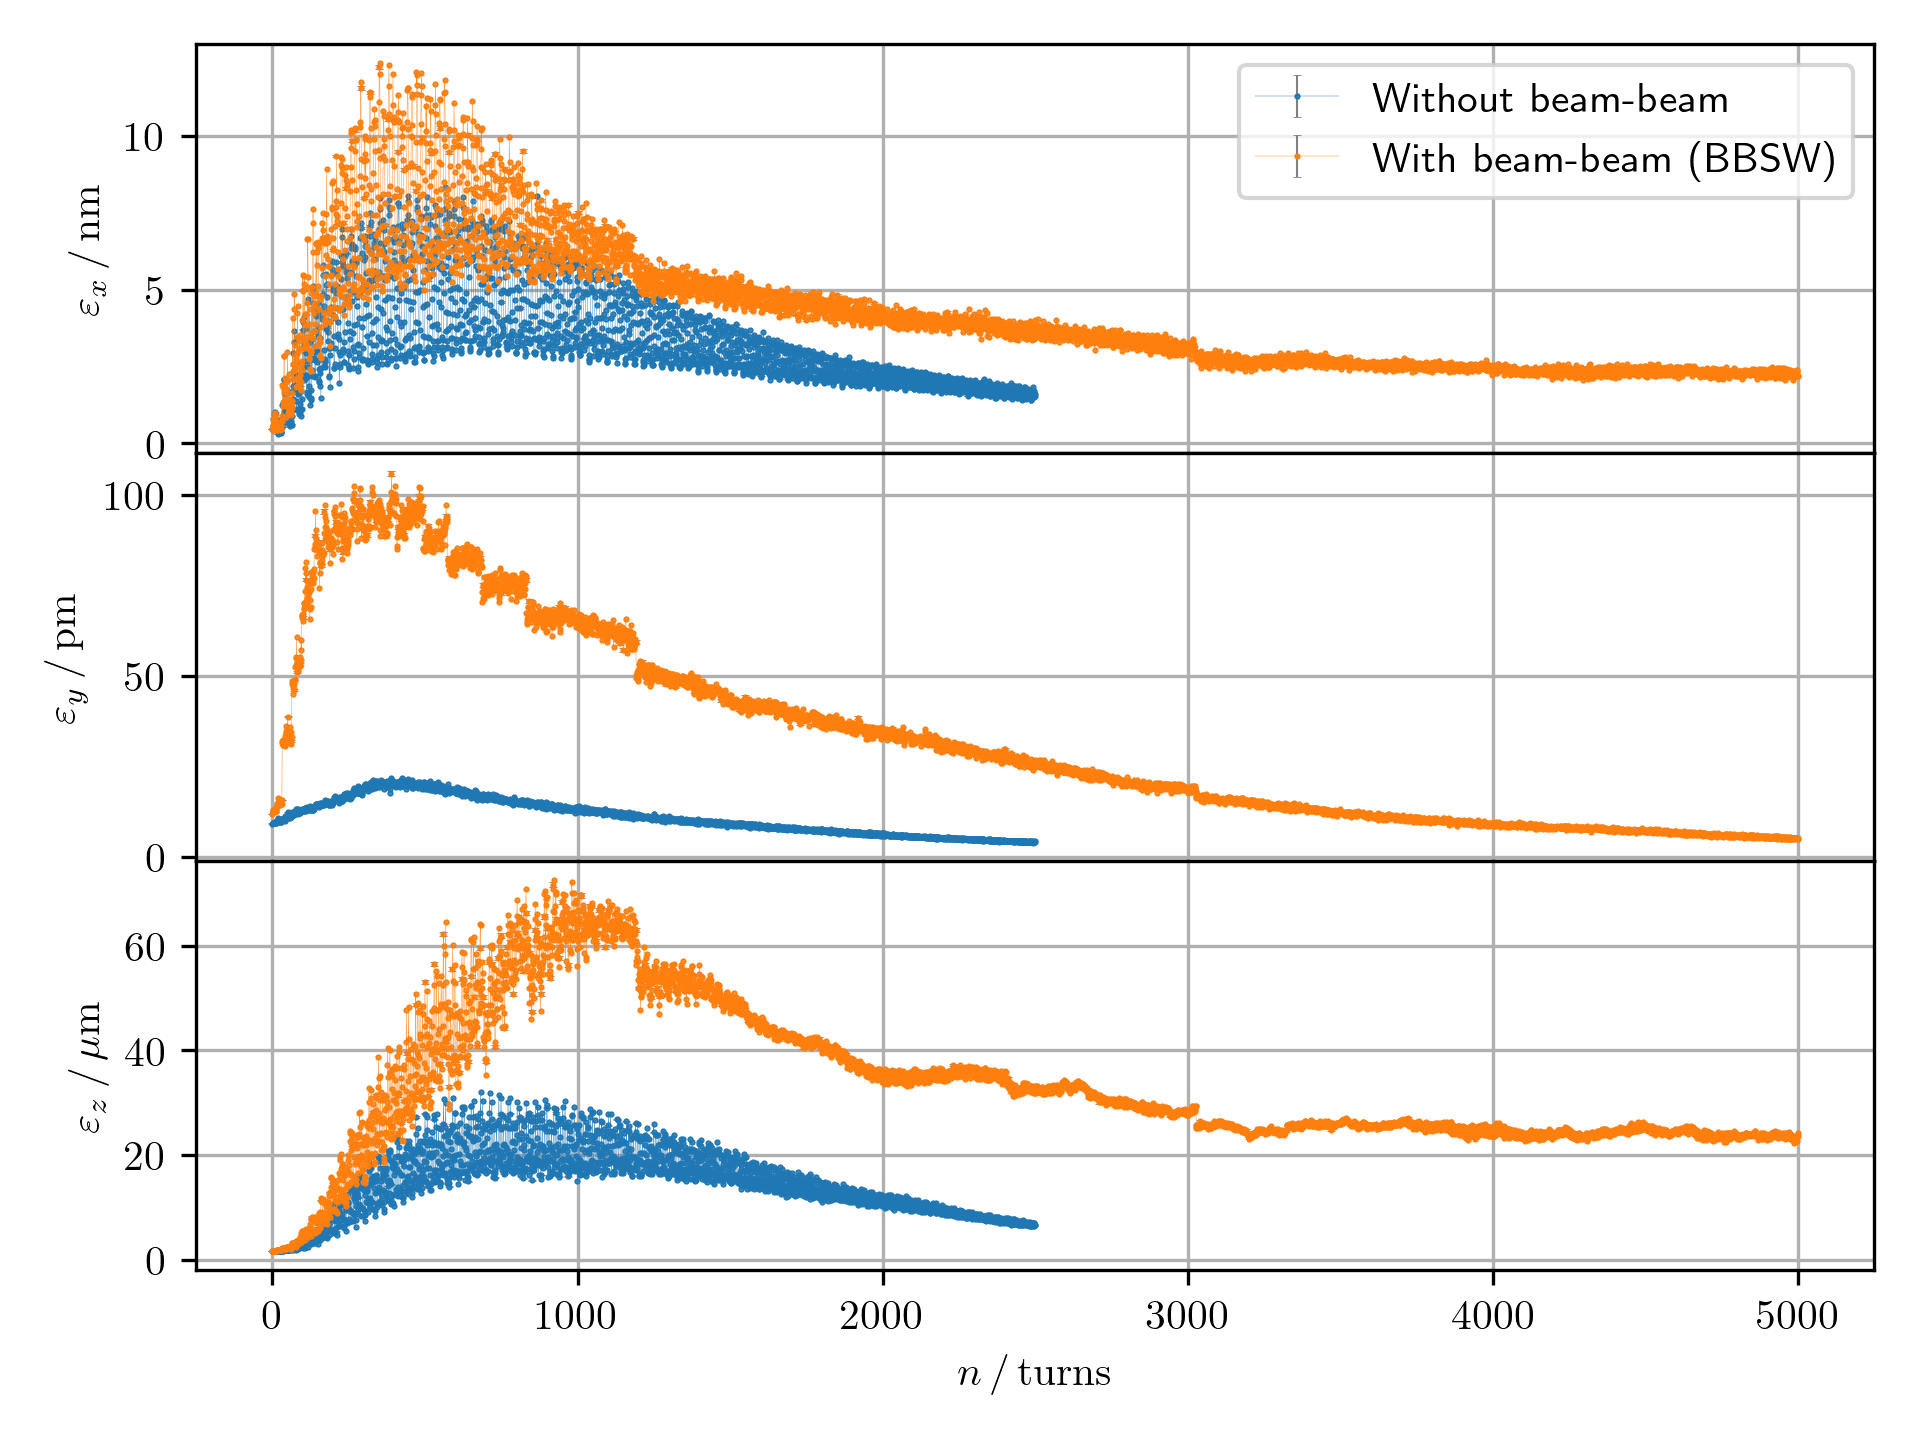 Without beam-beam
With beam-beam (BBSW)
10
5
0
εx / nm
100
50
0
εy / pm
60
40
20
0
εz / μm
0 1000 2000 3000 4000 5000
n / turns